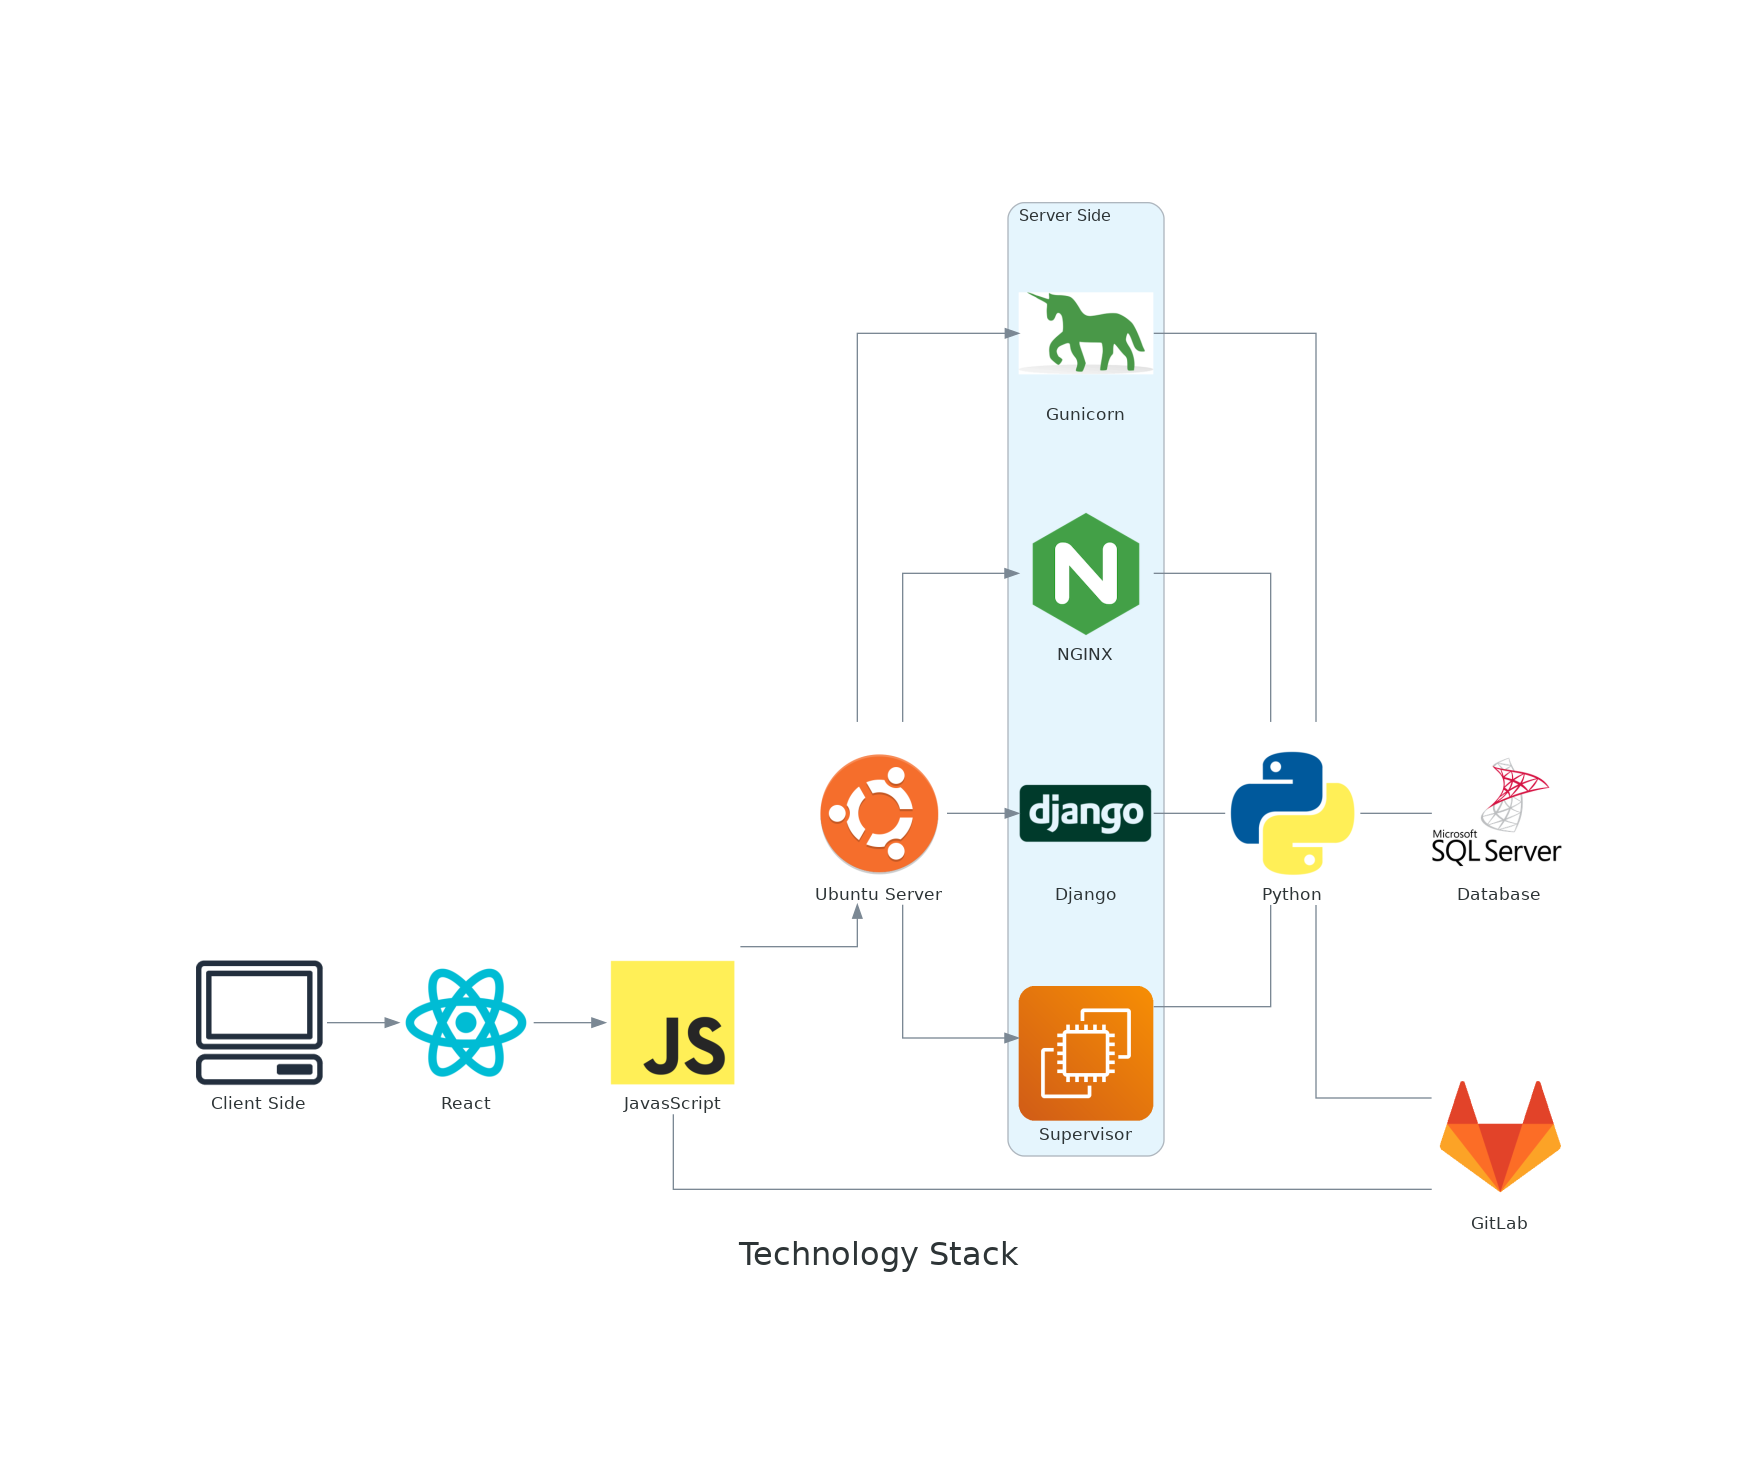 Server Side
Gunicorn
NGINX
django
Microsoft
SQL Server
Ubuntu Server
Django
Python
Database
JS
Client Side
React
JavasScript
Supervisor
GitLab
Technology Stack